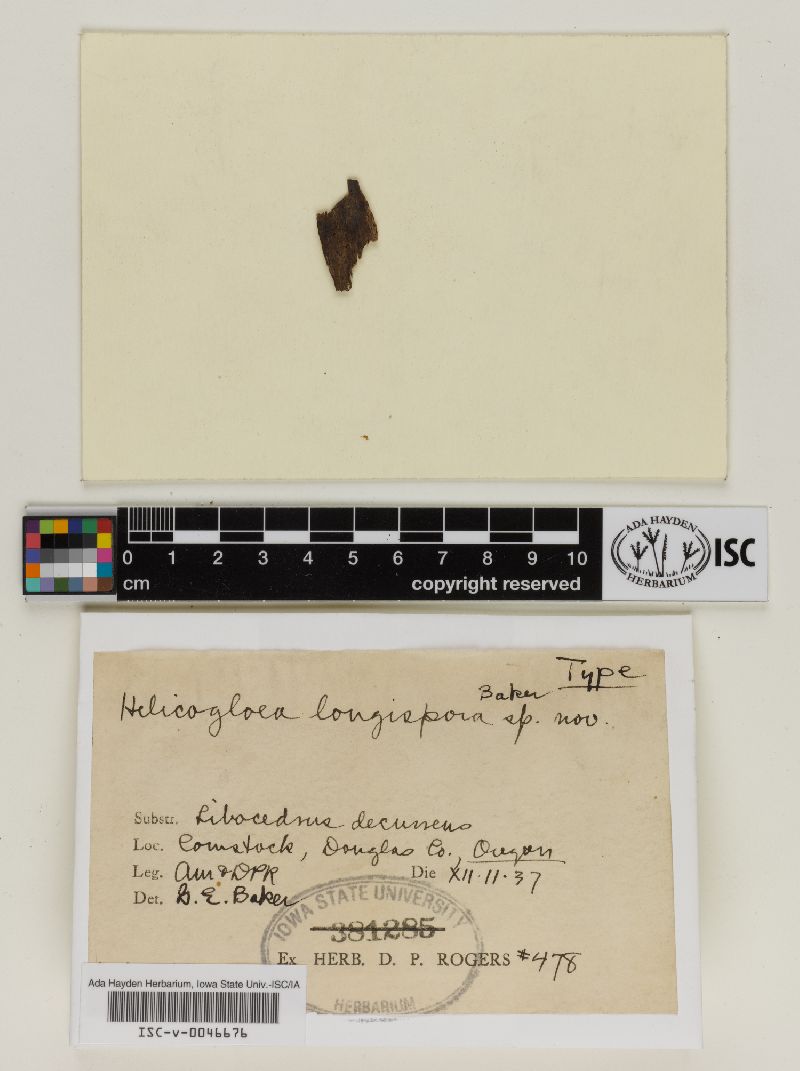 0 1 2 3 4 5 6 7 8 9 10
cm
copyright reserved
ADA HAYDEN
HERBARIUM
ISC
Type
Baker
Helicogloea longispora sp. nov.
Substr. Libocedrus decurrens
Loc. Comstock, Douglas Co., Oregon
Leg. AM & DPR Die XII·11·37
Det. G. E. Baker
IOWA STATE UNIVERSITY
381285
Ex HERB. D. P. ROGERS #478
HERBARIUM
Ada Hayden Herbarium, Iowa State Univ.-ISC/IA
ISC-v-0046676